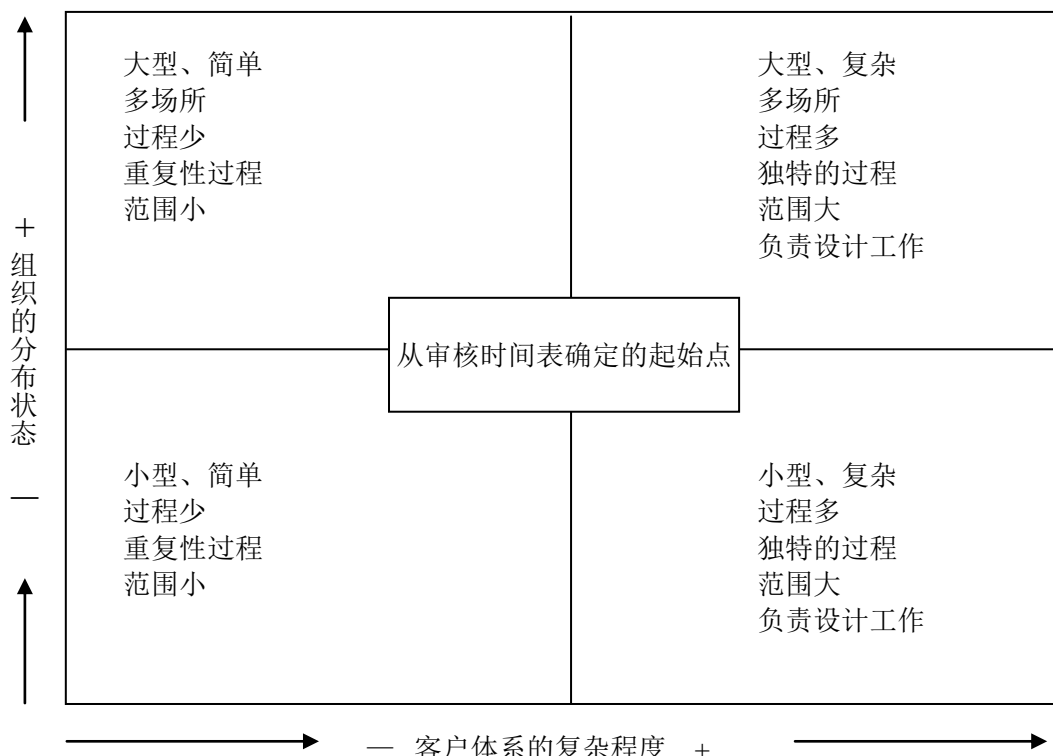 大型、简单
多场所
过程少
重复性过程
范围小
大型、复杂
多场所
过程多
独特的过程
范围大
负责设计工作
+ 组织的分布状态 —
从审核时间表确定的起始点
小型、简单
过程少
重复性过程
范围小
小型、复杂
过程多
独特的过程
范围大
负责设计工作
— 客户体系的复杂程度 +